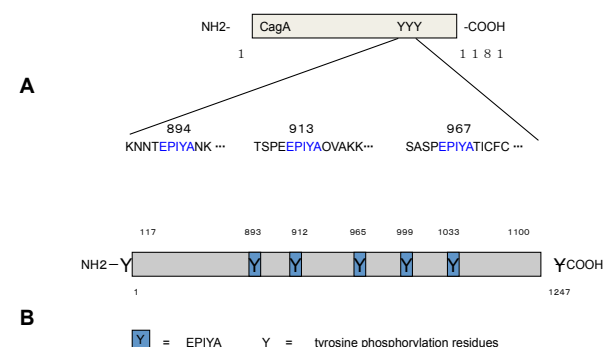 NH2- CagA YYY -COOH
1 1181
A
894 913 967
KNNTEPIYANK ··· TSPEEPIYAOVAKK··· SASPEPIYATICFC ···
117 893 912 965 999 1033 1100
NH2–Y Y Y Y Y Y YCOOH
1 1247
B
Y = EPIYA Y = tyrosine phosphorylation residues